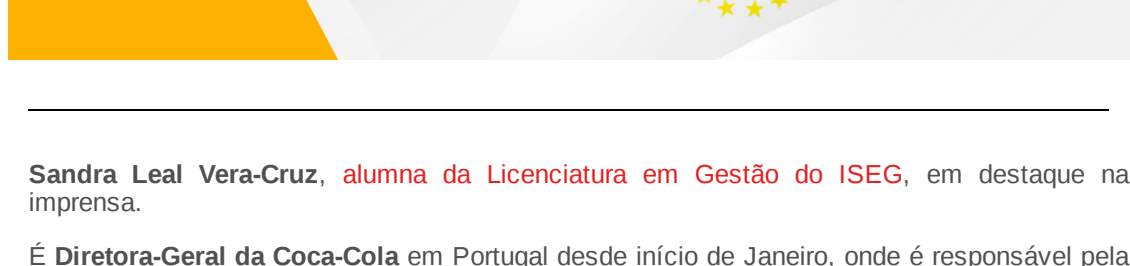 Sandra Leal Vera-Cruz, alumna da Licenciatura em Gestão do ISEG, em destaque na
imprensa.
É Diretora-Geral da Coca-Cola em Portugal desde início de Janeiro, onde é responsável pela